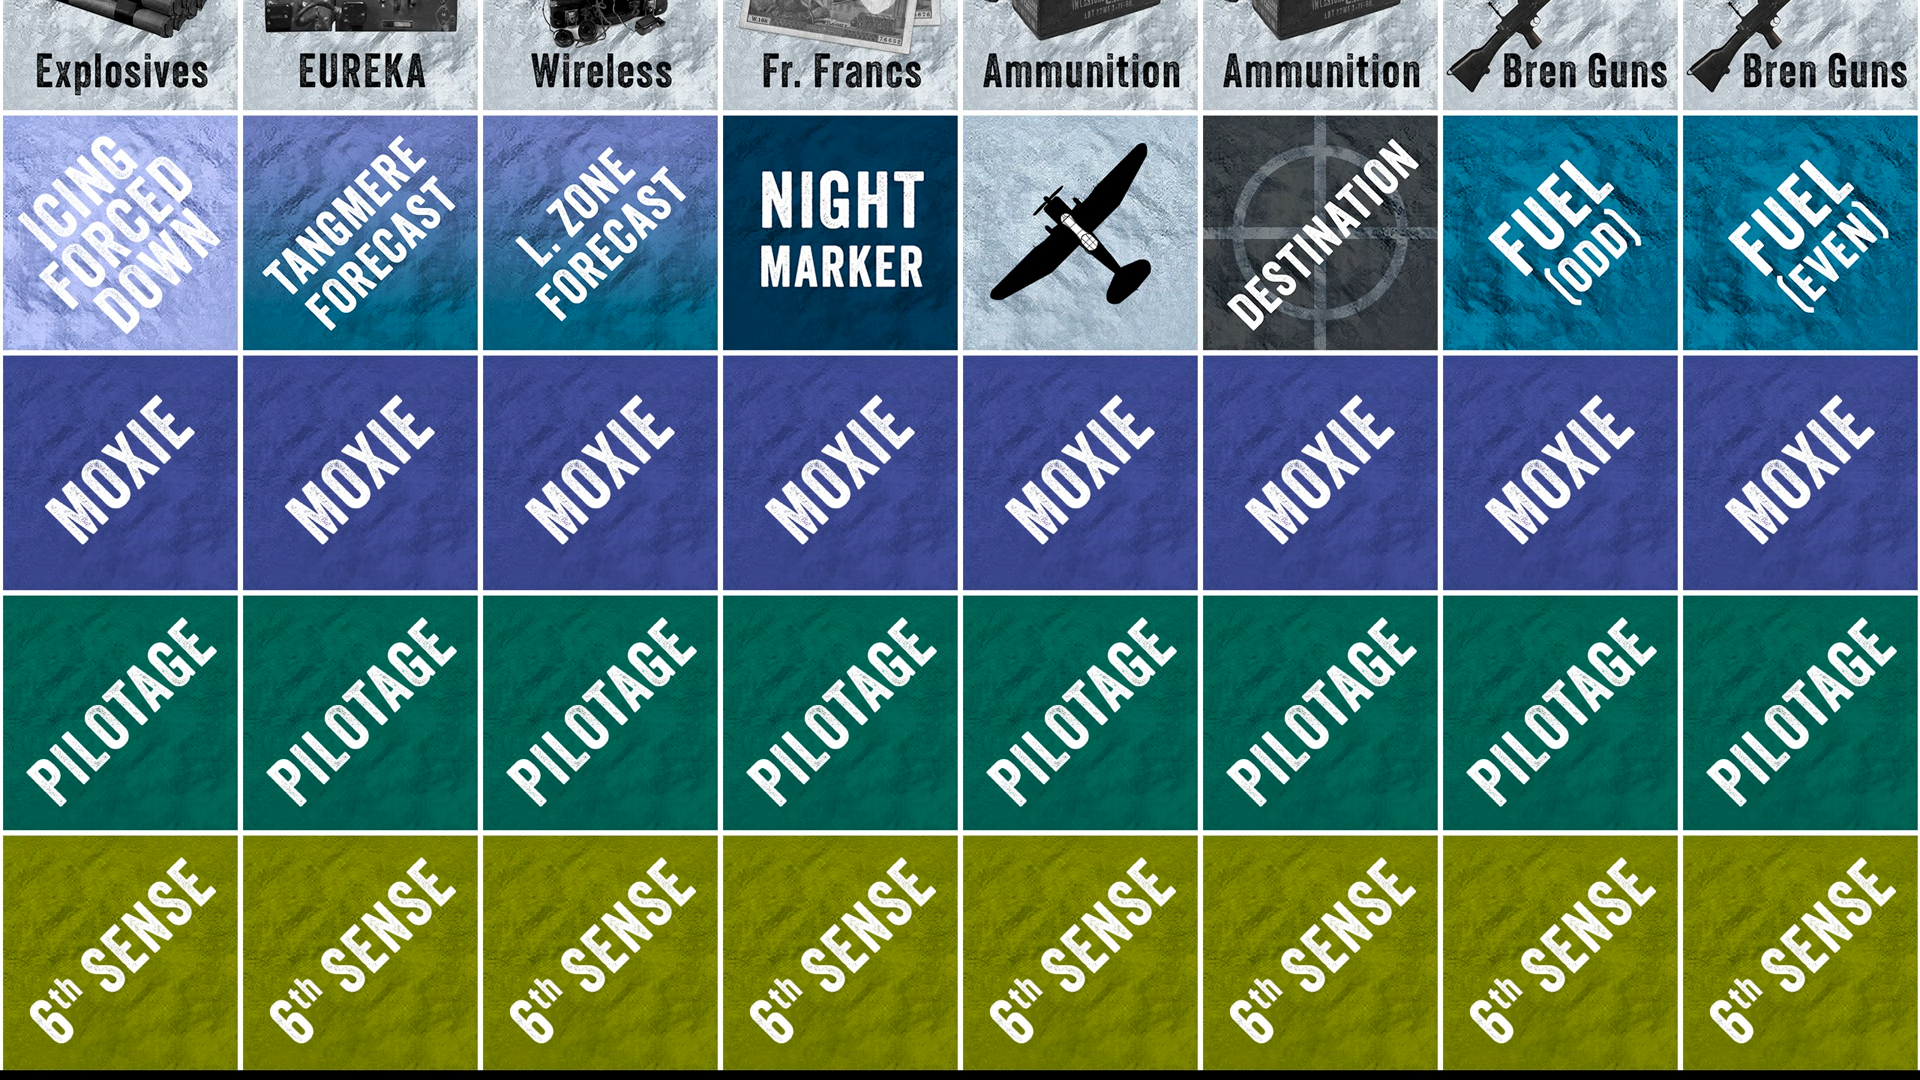 Explosives
EUREKA
Wireless
Fr. Francs
Ammunition
Ammunition
Bren Guns
Bren Guns
ICING
FORCED
DOWN
TANGMERE
FORECAST
L. ZONE
FORECAST
NIGHT
MARKER
DESTINATION
FUEL
(ODD)
FUEL
(EVEN)
MOXIE
MOXIE
MOXIE
MOXIE
MOXIE
MOXIE
MOXIE
MOXIE
PILOTAGE
PILOTAGE
PILOTAGE
PILOTAGE
PILOTAGE
PILOTAGE
PILOTAGE
PILOTAGE
6th SENSE
6th SENSE
6th SENSE
6th SENSE
6th SENSE
6th SENSE
6th SENSE
6th SENSE